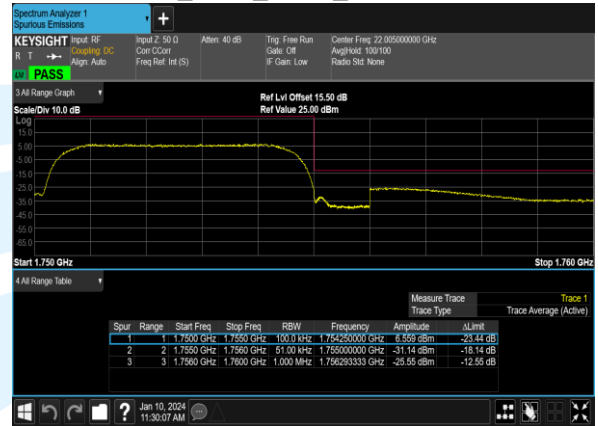 Spectrum Analyzer 1
Spurious Emissions
+
KEYSIGHT Input: RF Input Z: 50 Ω Atten: 40 dB Trig: Free Run Center Freq: 22.005000000 GHz
R T Coupling: DC Corr CCorr Gate: Off Avg|Hold: 100/100
Align: Auto Freq Ref: Int (S) IF Gain: Low Radio Std: None
PASS
3 All Range Graph
Ref Lvl Offset 15.50 dB
Scale/Div 10.0 dB Ref Value 25.00 dBm
Log
15.0
5.00
-5.00
-15.0
-25.0
-35.0
-45.0
-55.0
-65.0
Start 1.750 GHz Stop 1.760 GHz
4 All Range Table
Measure Trace Trace 1
Trace Type Trace Average (Active)
Spur Range Start Freq Stop Freq RBW Frequency Amplitude ΔLimit
1 1 1.7500 GHz 1.7550 GHz 100.0 kHz 1.754250000 GHz 6.559 dBm -23.44 dB
2 2 1.7550 GHz 1.7560 GHz 51.00 kHz 1.755000000 GHz -31.14 dBm -18.14 dB
3 3 1.7560 GHz 1.7600 GHz 1.000 MHz 1.756293333 GHz -25.55 dBm -12.55 dB
? Jan 10, 2024
11:30:07 AM